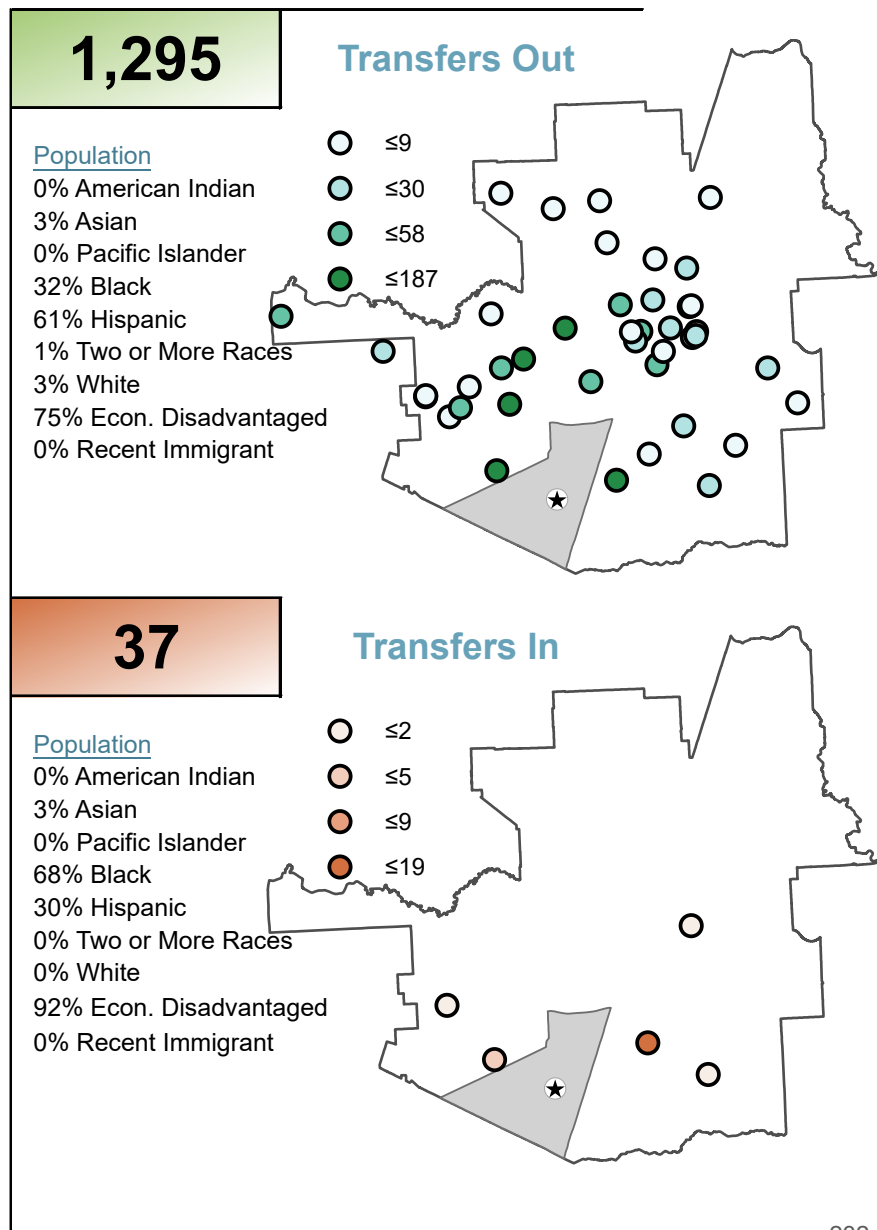 1,295
Transfers Out
Population
0% American Indian
3% Asian
0% Pacific Islander
32% Black
61% Hispanic
1% Two or More Races
3% White
75% Econ. Disadvantaged
0% Recent Immigrant
≤9
≤30
≤58
≤187
37
Transfers In
Population
0% American Indian
3% Asian
0% Pacific Islander
68% Black
30% Hispanic
0% Two or More Races
0% White
92% Econ. Disadvantaged
0% Recent Immigrant
≤2
≤5
≤9
≤19